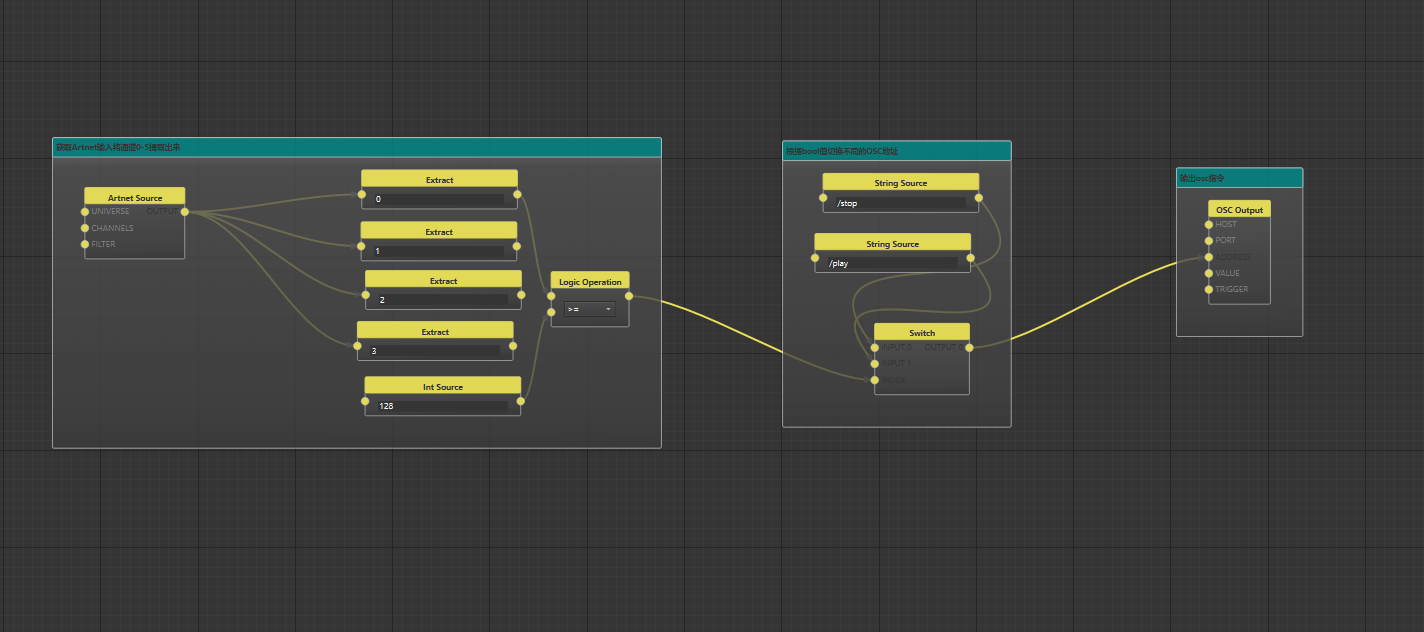 获取Artnet输入将通道0-5提取出来
Artnet Source
UNIVERSE OUTPUT
CHANNELS
FILTER
Extract
0
Extract
1
Extract
2
Extract
3
Int Source
128
Logic Operation
>=
根据bool值切换不同的OSC地址
String Source
/stop
String Source
/play
Switch
INPUT 0 OUTPUT 0
INPUT 1
INDEX
输出osc指令
OSC Output
HOST
PORT
ADDRESS
VALUE
TRIGGER